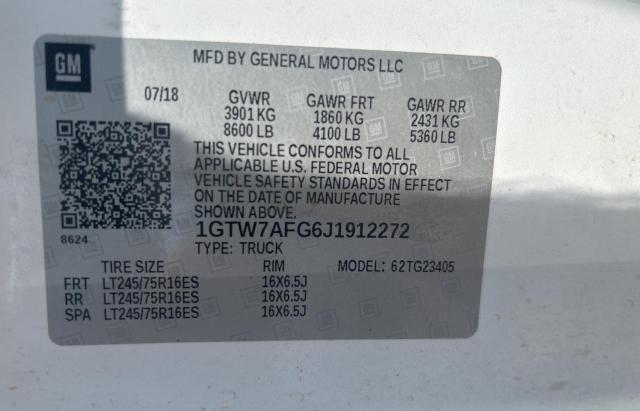 GM
MFD BY GENERAL MOTORS LLC
07/18 GVWR GAWR FRT GAWR RR
3901 KG 1860 KG 2431 KG
8600 LB 4100 LB 5360 LB
THIS VEHICLE CONFORMS TO ALL
APPLICABLE U.S. FEDERAL MOTOR
VEHICLE SAFETY STANDARDS IN EFFECT
ON THE DATE OF MANUFACTURE
SHOWN ABOVE.
8624 1GTW7AFG6J1912272
TYPE: TRUCK
TIRE SIZE RIM MODEL: 62TG23405
FRT LT245/75R16ES 16X6.5J
RR LT245/75R16ES 16X6.5J
SPA LT245/75R16ES 16X6.5J